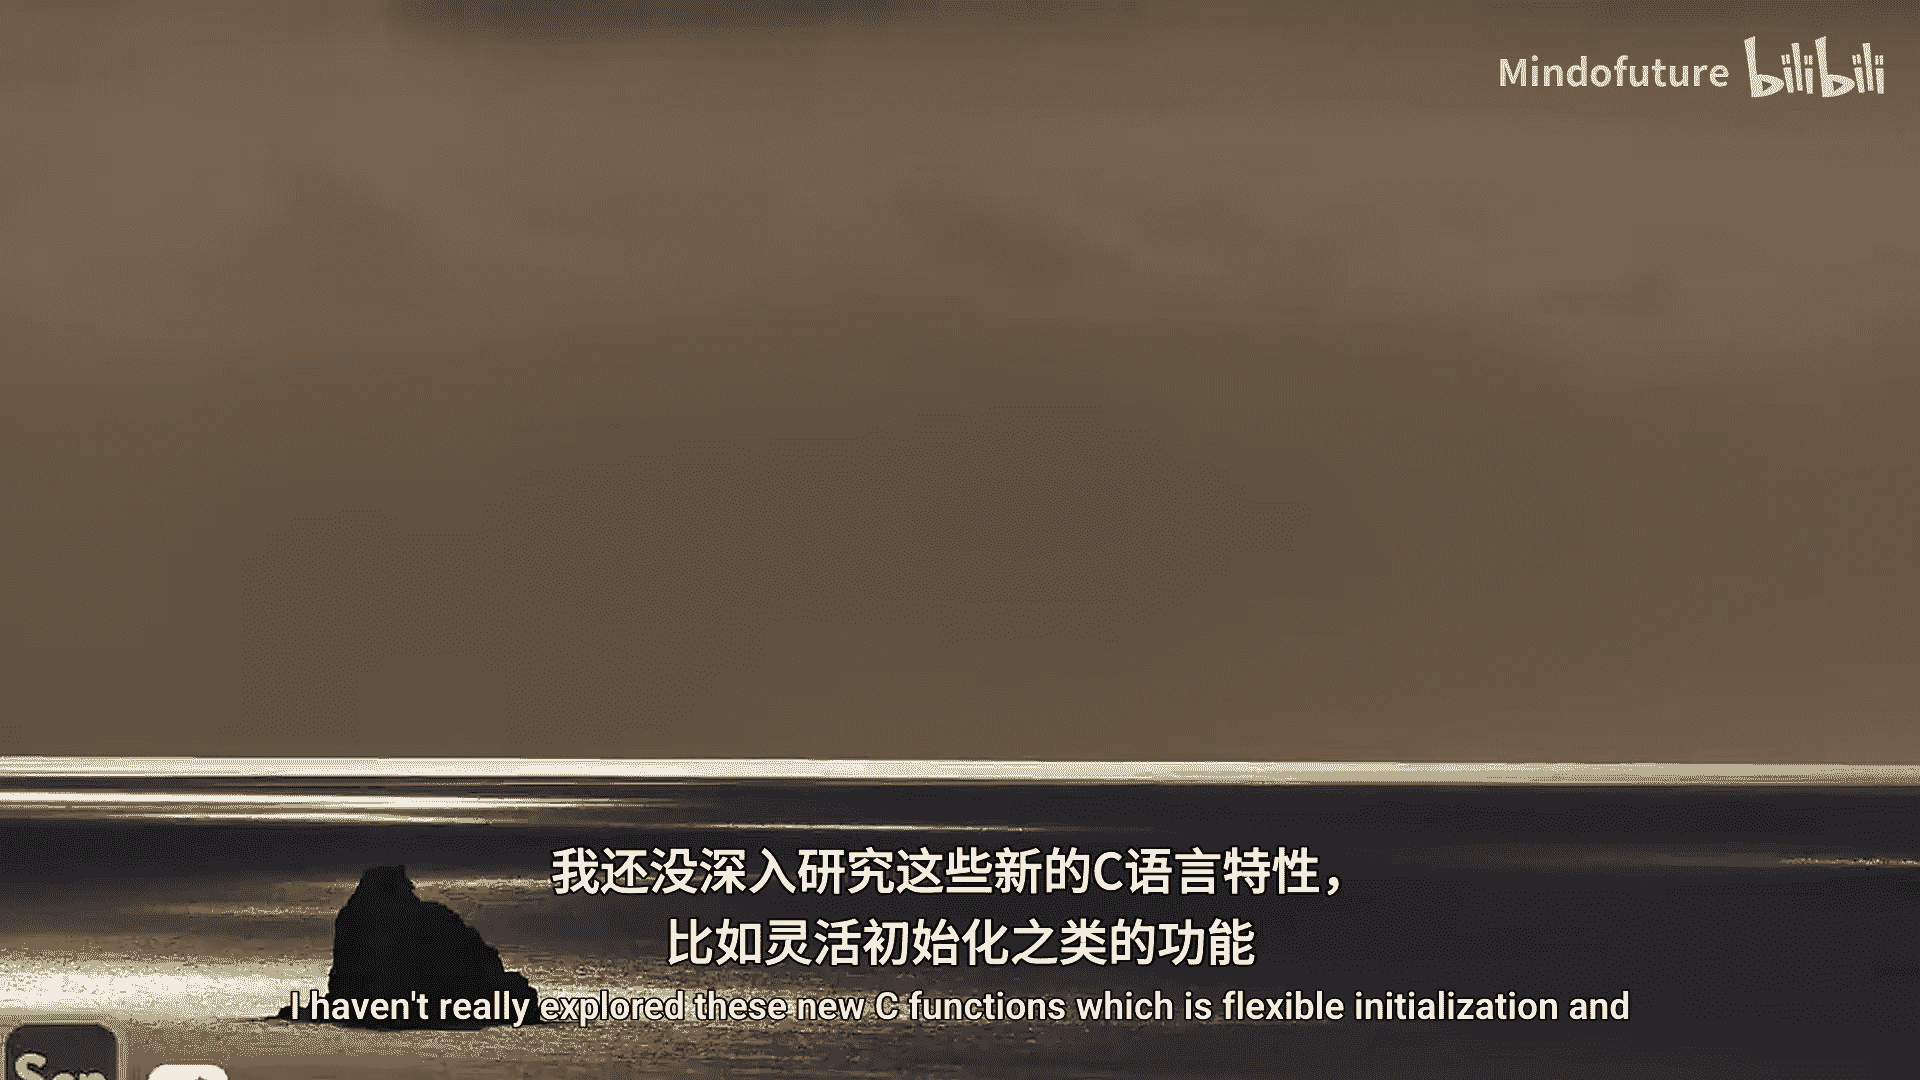 Mindofuture bilibili
我还没深入研究这些新的C语言特性，
比如灵活初始化之类的功能
I haven't really explored these new C functions which is flexible initialization and